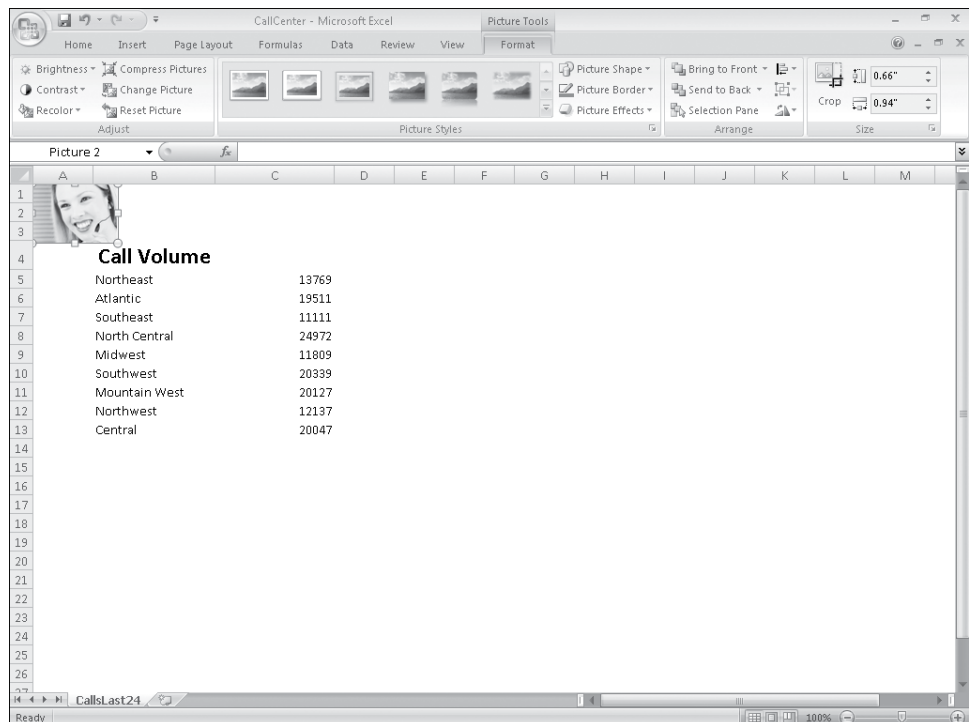 CallCenter - Microsoft Excel
Picture Tools
Home Insert Page Layout Formulas Data Review View Format
Brightness Compress Pictures
Contrast Change Picture
Recolor Reset Picture
Adjust
Picture Styles
Picture Shape
Picture Border
Picture Effects
Bring to Front
Send to Back
Selection Pane
Arrange
Crop
0.66"
0.94"
Size
Picture 2
fx
A B C D E F G H I J K L M
1
2
3
4 Call Volume
5 Northeast 13769
6 Atlantic 19511
7 Southeast 11111
8 North Central 24972
9 Midwest 11809
10 Southwest 20339
11 Mountain West 20127
12 Northwest 12137
13 Central 20047
14
15
16
17
18
19
20
21
22
23
24
25
26
27
CallsLast24
Ready
100%